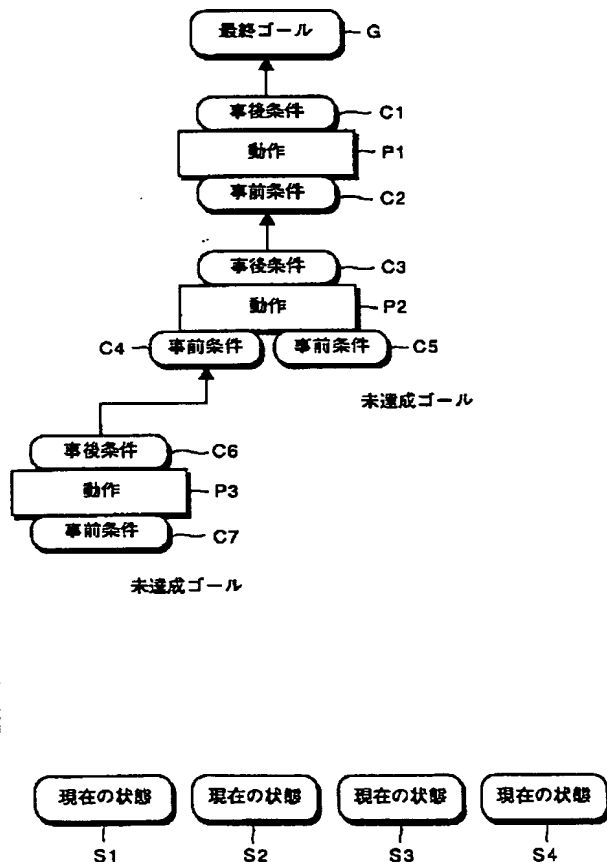 最終ゴール G
事後条件 C1
動作 P1
事前条件 C2
事後条件 C3
動作 P2
C4 事前条件 事前条件 C5
未達成ゴール
事後条件 C6
動作 P3
事前条件 C7
未達成ゴール
現在の状態 現在の状態 現在の状態 現在の状態
S1 S2 S3 S4